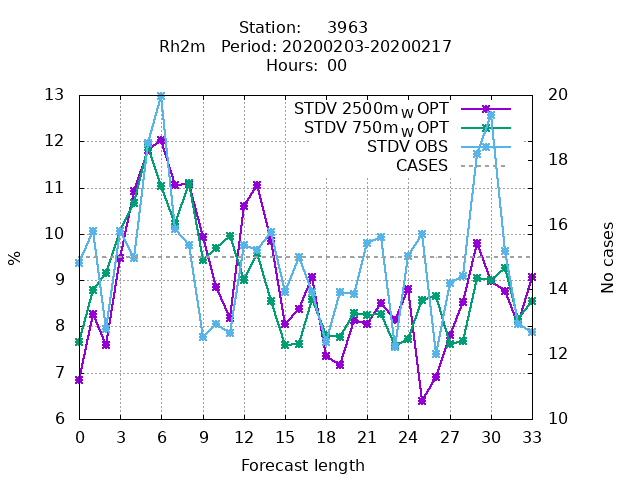 Station: 3963
Rh2m Period: 20200203-20200217
Hours: 00
13 20
STDV 2500m W OPT
STDV 750m W OPT
STDV OBS
CASES
12
18
11
10 16
%
No cases
9
14
8
12
7
6 10
0 3 6 9 12 15 18 21 24 27 30 33
Forecast length